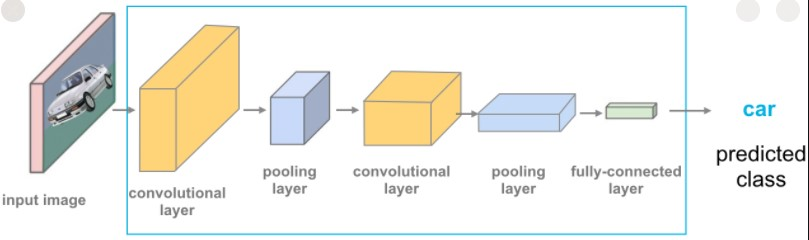 input image
convolutional
layer
pooling
layer
convolutional
layer
pooling
layer
fully-connected
layer
car
predicted
class